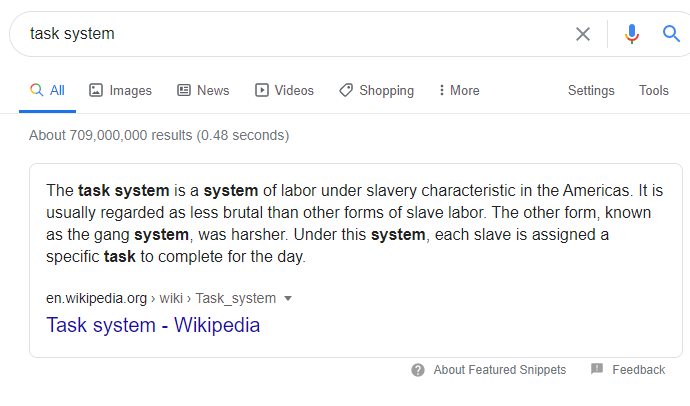 task system
All Images News Videos Shopping More Settings Tools
About 709,000,000 results (0.48 seconds)
The task system is a system of labor under slavery characteristic in the Americas. It is
usually regarded as less brutal than other forms of slave labor. The other form, known
as the gang system, was harsher. Under this system, each slave is assigned a
specific task to complete for the day.
en.wikipedia.org › wiki › Task_system
Task system - Wikipedia
About Featured Snippets Feedback